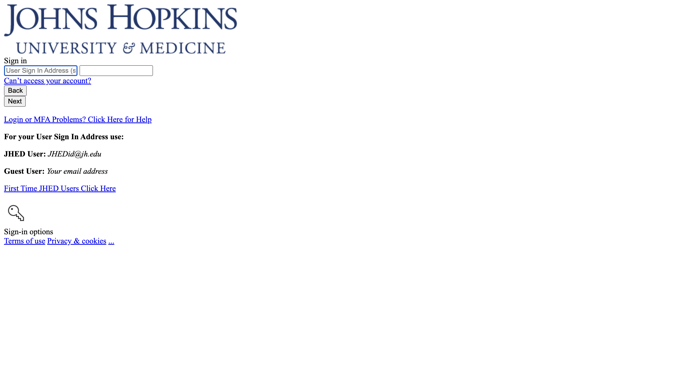 JOHNS HOPKINS
UNIVERSITY & MEDICINE
Sign in
User Sign In Address (s
Can't access your account?
Back
Next
Login or MFA Problems? Click Here for Help
For your User Sign In Address use:
JHED User: JHEDid@jh.edu
Guest User: Your email address
First Time JHED Users Click Here
Sign-in options
Terms of use Privacy & cookies ...